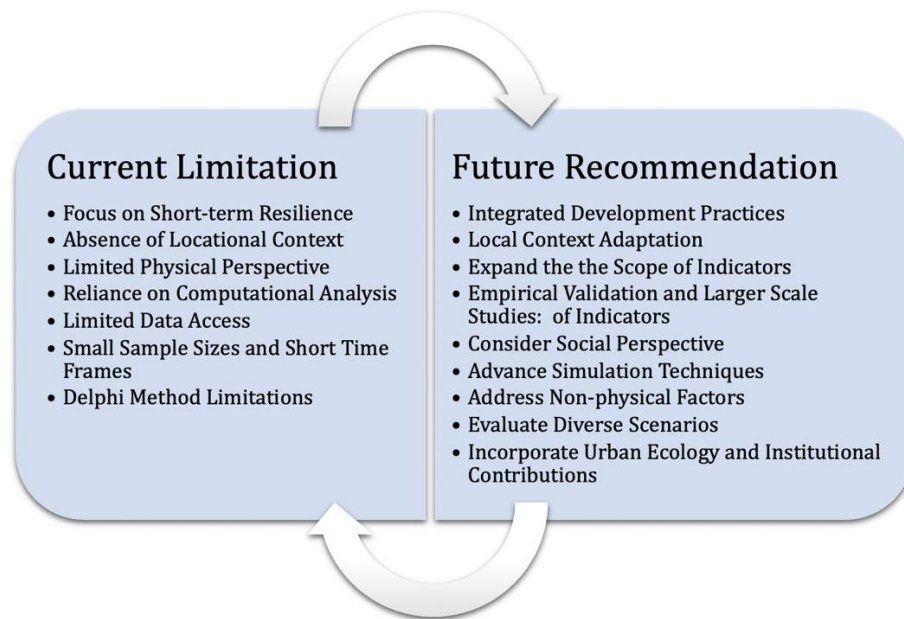 Current Limitation
• Focus on Short-term Resilience
• Absence of Locational Context
• Limited Physical Perspective
• Reliance on Computational Analysis
• Limited Data Access
• Small Sample Sizes and Short Time
Frames
• Delphi Method Limitations
Future Recommendation
• Integrated Development Practices
• Local Context Adaptation
• Expand the the Scope of Indicators
• Empirical Validation and Larger Scale
Studies:  of Indicators
• Consider Social Perspective
• Advance Simulation Techniques
• Address Non-physical Factors
• Evaluate Diverse Scenarios
• Incorporate Urban Ecology and Institutional
Contributions